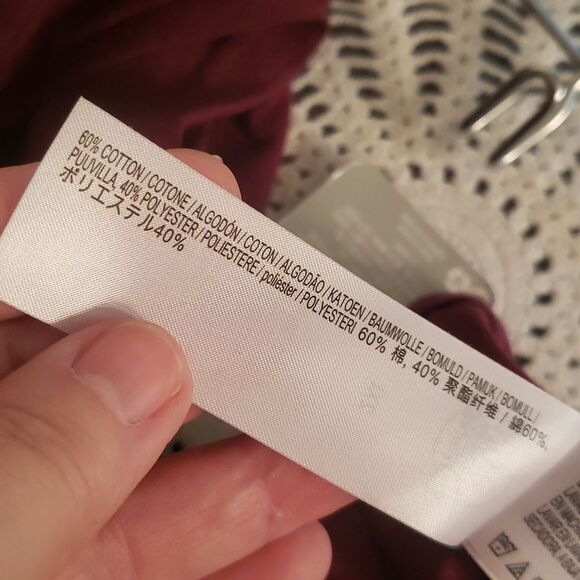 60% COTTON / COTONE / ALGODÓN / COTON / ALGODÃO / KATOEN / BAUMWOLLE / BOMULD / PAMUK / BOMULL /
PUUVILLA, 40% POLYESTER / POLIESTERE / poliéster / POLYESTERI 60% 棉, 40% 聚酯纤维 / 綿60%,
ポリエステル40%